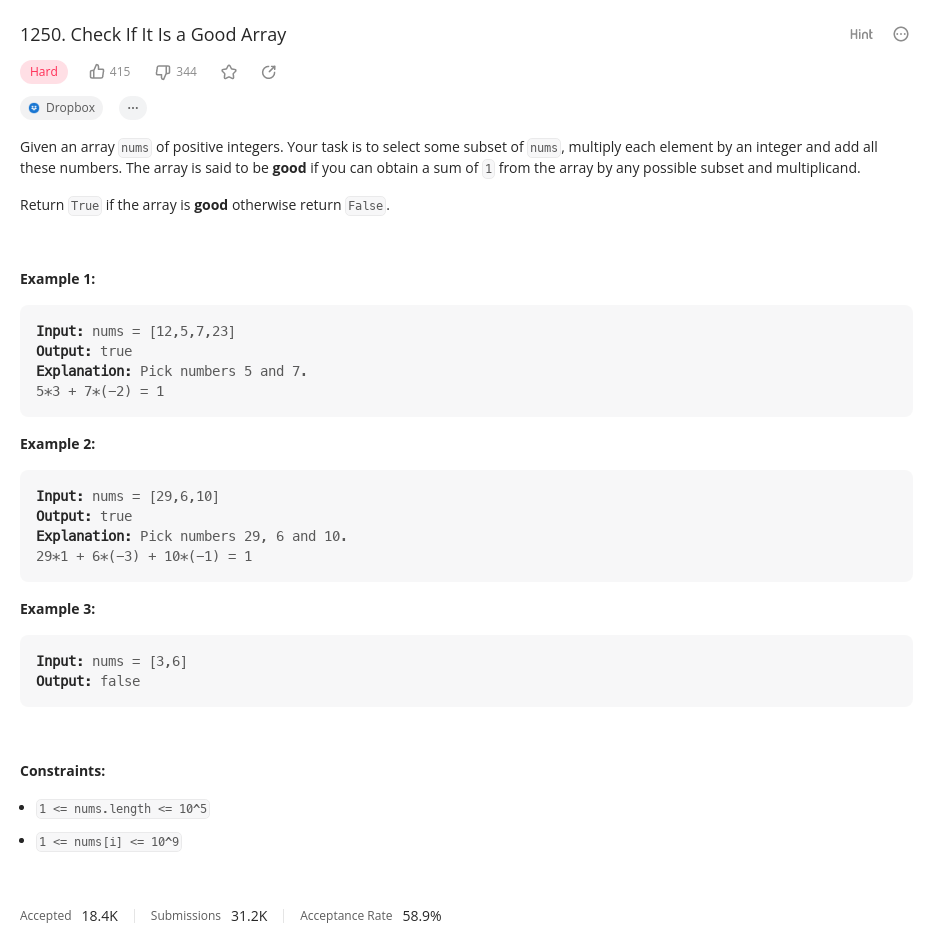 1250. Check If It Is a Good Array
Hint
Hard
415
344
Dropbox
Given an array nums of positive integers. Your task is to select some subset of nums, multiply each element by an integer and add all
these numbers. The array is said to be good if you can obtain a sum of 1 from the array by any possible subset and multiplicand.
Return True if the array is good otherwise return False.
Example 1:
Input: nums = [12,5,7,23]
Output: true
Explanation: Pick numbers 5 and 7.
5*3 + 7*(-2) = 1
Example 2:
Input: nums = [29,6,10]
Output: true
Explanation: Pick numbers 29, 6 and 10.
29*1 + 6*(-3) + 10*(-1) = 1
Example 3:
Input: nums = [3,6]
Output: false
Constraints:
• 1 <= nums.length <= 10^5
• 1 <= nums[i] <= 10^9
Accepted 18.4K Submissions 31.2K Acceptance Rate 58.9%